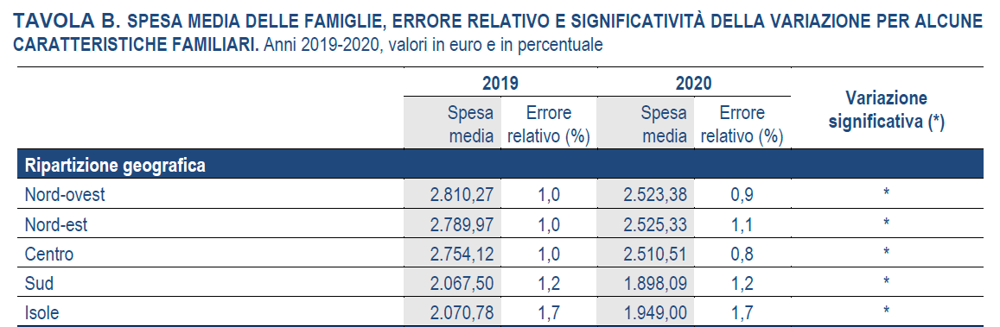 TAVOLA B. SPESA MEDIA DELLE FAMIGLIE, ERRORE RELATIVO E SIGNIFICATIVITÀ DELLA VARIAZIONE PER ALCUNE
CARATTERISTICHE FAMILIARI. Anni 2019-2020, valori in euro e in percentuale
2019 2020
Spesa media Errore relativo (%) Spesa media Errore relativo (%) Variazione significativa (*)
Ripartizione geografica
Nord-ovest 2.810,27 1,0 2.523,38 0,9 *
Nord-est 2.789,97 1,0 2.525,33 1,1 *
Centro 2.754,12 1,0 2.510,51 0,8 *
Sud 2.067,50 1,2 1.898,09 1,2 *
Isole 2.070,78 1,7 1.949,00 1,7 *